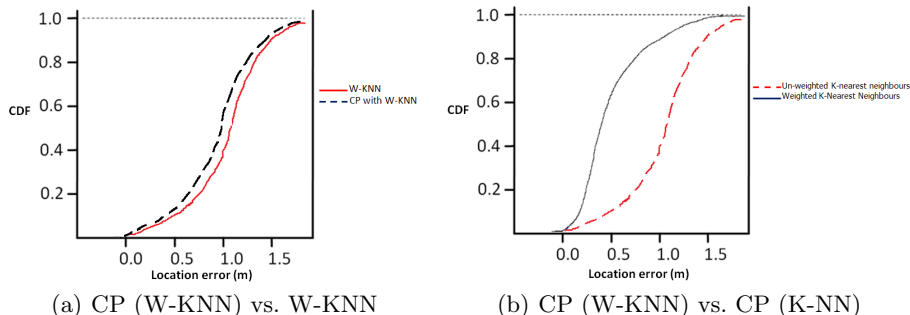 1.0
0.8
0.6
0.4
0.2
CDF
0.0 0.5 1.0 1.5
Location error (m)
W-KNN
CP with W-KNN
(a) CP (W-KNN) vs. W-KNN
1.0
0.8
0.6
0.4
0.2
CDF
0.0 0.5 1.0 1.5
Location error (m)
Un-weighted K-nearest neighbours
Weighted K-Nearest Neighbours
(b) CP (W-KNN) vs. CP (K-NN)